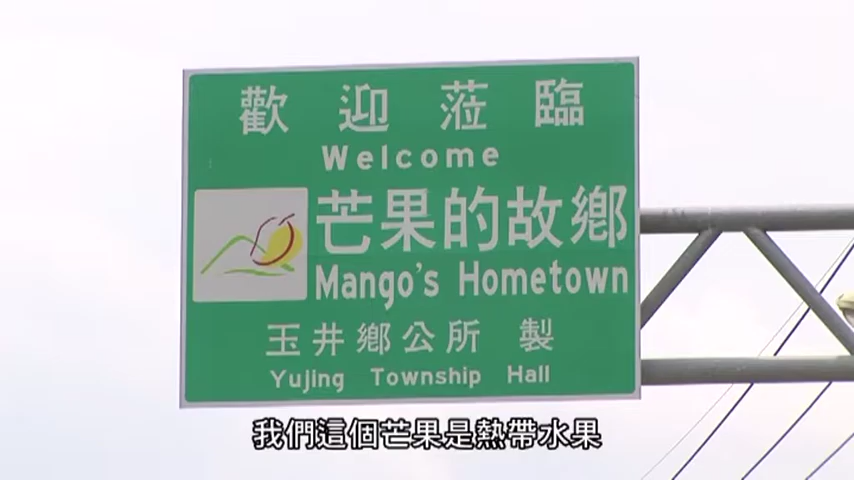 歡迎蒞臨
Welcome
芒果的故鄉
Mango's Hometown
玉井鄉公所 製
Yujing Township Hall
我們這個芒果是熱帶水果